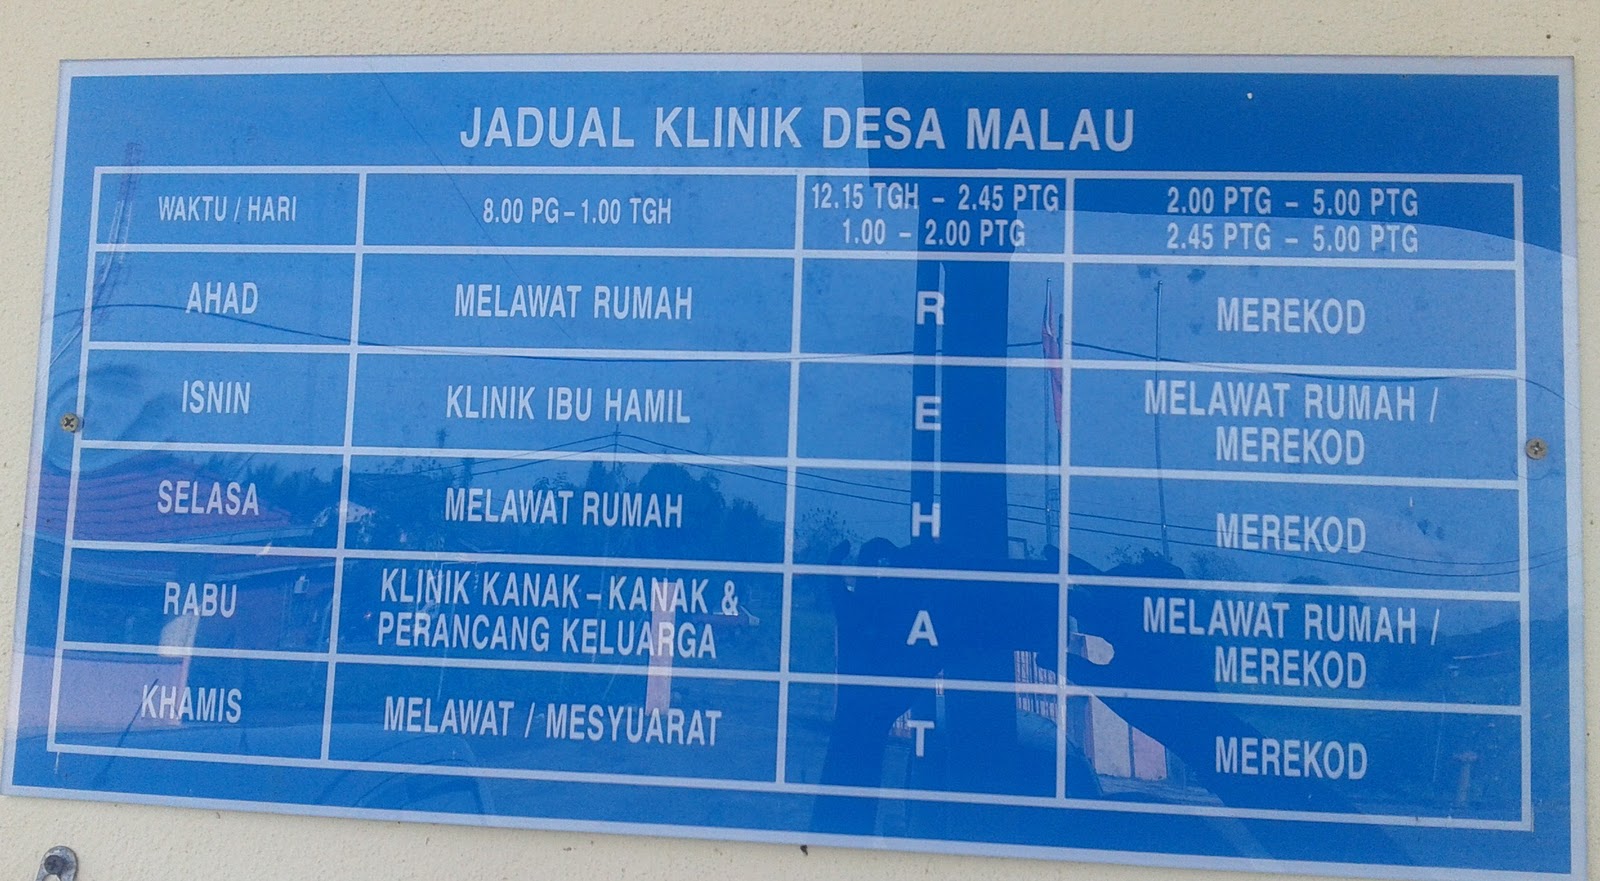 JADUAL KLINIK DESA MALAU
WAKTU / HARI
8.00 PG – 1.00 TGH
12.15 TGH – 2.45 PTG
1.00 – 2.00 PTG
2.00 PTG – 5.00 PTG
2.45 PTG – 5.00 PTG
AHAD
MELAWAT RUMAH
R
MEREKOD
ISNIN
KLINIK IBU HAMIL
E
MELAWAT RUMAH /
MEREKOD
SELASA
MELAWAT RUMAH
H
MEREKOD
RABU
KLINIK KANAK – KANAK &
PERANCANG KELUARGA
A
MELAWAT RUMAH /
MEREKOD
KHAMIS
MELAWAT / MESYUARAT
T
MEREKOD